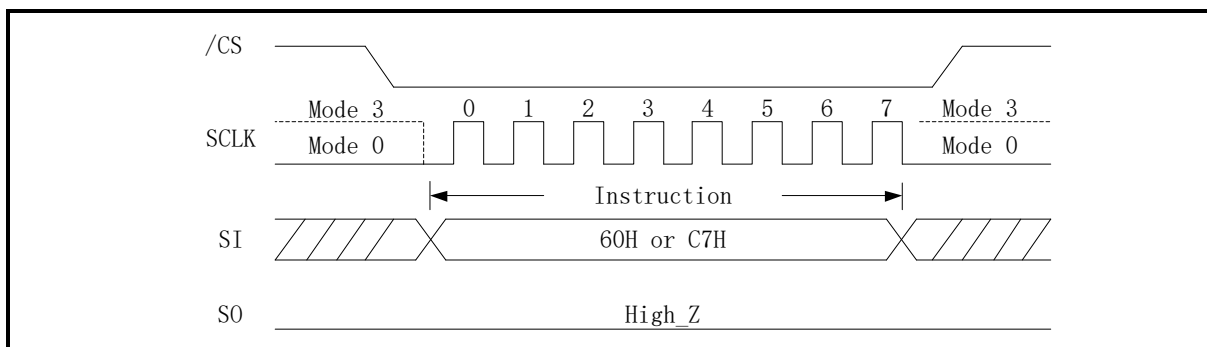 /CS
Mode 3 0 1 2 3 4 5 6 7 Mode 3
SCLK Mode 0 Mode 0
Instruction
SI 60H or C7H
SO High_Z